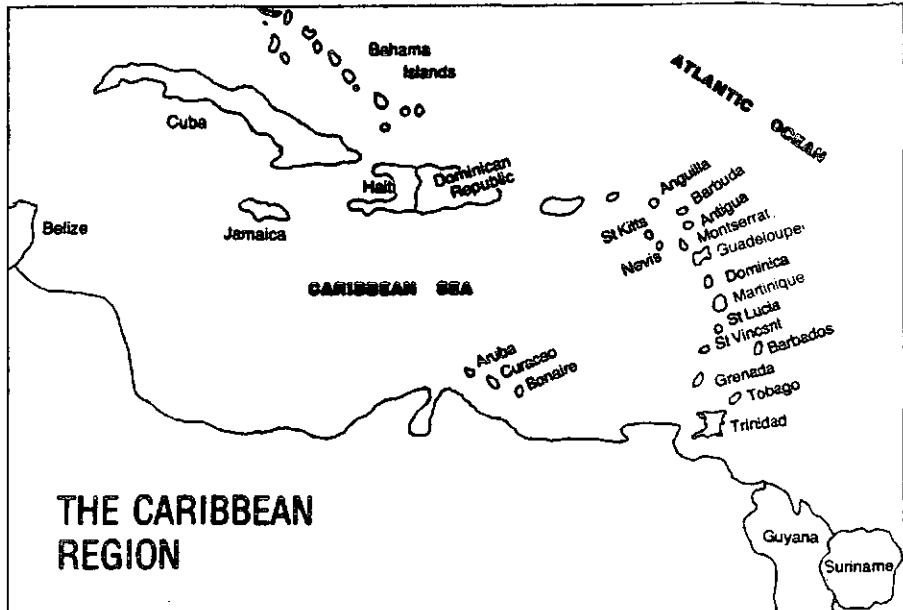 Bahama
Islands
ATLANTIC OCEAN
Cuba
Haiti
Dominican
Republic
Anguilla
Barbuda
Antigua
St Kitts
Montserrat
Nevis
Guadeloupe
Belize
Jamaica
CARIBBEAN SEA
Dominica
Martinique
St Lucia
St Vincent
Barbados
Aruba
Curacao
Bonaire
Grenada
Tobago
Trinidad
THE CARIBBEAN
REGION
Guyana
Suriname